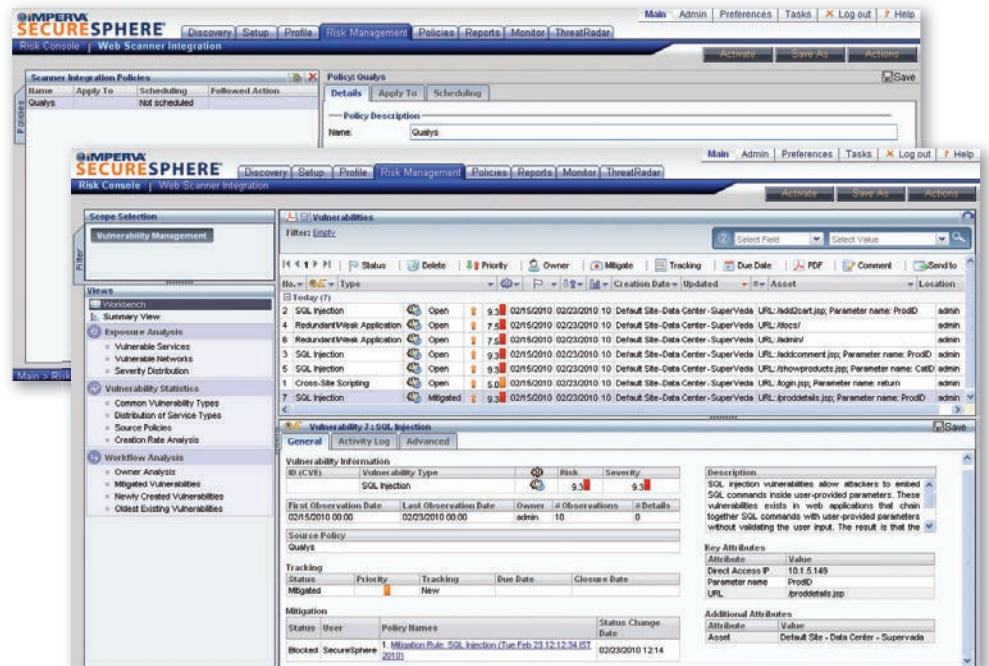 IMPERVA
SECURESPHERE
Main Admin Preferences Tasks Log out ? Help
Discovery Setup Profile Risk Management Policies Reports Monitor ThreatRadar
Risk Console | Web Scanner Integration
Activate Save As Actions
Scanner Integration Policies
Name Apply To Scheduling Followed Action
Qualys Not scheduled
Policies
Policy: Qualys
Save
Details Apply To Scheduling
Policy Description
Name: Qualys
Main > Risk
IMPERVA
SECURESPHERE
Main Admin Preferences Tasks Log out ? Help
Discovery Setup Profile Risk Management Policies Reports Monitor ThreatRadar
Risk Console | Web Scanner Integration
Activate Save As Actions
Scope Selection
Vulnerability Management
Filter
Views
Workbench
Summary View
Exposure Analysis
Vulnerable Services
Vulnerable Networks
Severity Distribution
Vulnerability Statistics
Common Vulnerability Types
Distribution of Service Types
Source Policies
Creation Rate Analysis
Workflow Analysis
Owner Analysis
Mitigated Vulnerabilities
Newly Created Vulnerabilities
Oldest Existing Vulnerabilities
Vulnerabilities
Filter: Empty
Select Field Select Value
1 Status Delete Priority Owner Mitigate Tracking Due Date PDF Comment Send to
No. Type Creation Date Updated # Asset Location
Today (7)
2 SQL Injection Open 9.3 02/15/2010 02/23/2010 10 Default Site-Data Center-SuperVeda URL: /add2cart.jsp; Parameter name: ProdID admin
4 Redundant/Weak Application Open 7.5 02/15/2010 02/23/2010 10 Default Site-Data Center-SuperVeda URL: /docs/ admin
6 Redundant/Weak Application Open 7.5 02/15/2010 02/23/2010 10 Default Site-Data Center-SuperVeda URL: /admin/ admin
3 SQL Injection Open 9.3 02/15/2010 02/23/2010 10 Default Site-Data Center-SuperVeda URL: /addcomment.jsp; Parameter name: ProdID admin
5 SQL Injection Open 9.3 02/15/2010 02/23/2010 10 Default Site-Data Center-SuperVeda URL: /showproducts.jsp; Parameter name: CatID admin
1 Cross-Site Scripting Open 5.0 02/15/2010 02/23/2010 10 Default Site-Data Center-SuperVeda URL: /login.jsp; Parameter name: return admin
7 SQL Injection Mitigated 9.3 02/15/2010 02/23/2010 10 Default Site-Data Center-SuperVeda URL: /proddetails.jsp; Parameter name: ProdID admin
Vulnerability 7 : SQL Injection
Save
General Activity Log Advanced
Vulnerability Information
ID (CVE) Vulnerability Type Risk Severity
SQL Injection 9.3 9.3
First Observation Date Last Observation Date Owner # Observations # Details
02/15/2010 00:00 02/23/2010 00:00 admin 10 0
Source Policy
Qualys
Tracking
Status Priority Tracking Due Date Closure Date
Mitigated New
Mitigation
Status User Policy Names Status Change Date
Blocked SecureSphere 1. Mitigation Rule: SQL Injection (Tue Feb 23 12:12:34 IST 2010) 02/23/2010 12:14
Description
SQL injection vulnerabilities allow attackers to embed
SQL commands inside user-provided parameters. These
vulnerabilities exists in web applications that chain
together SQL commands with user-provided parameters
without validating the user input. The result is that the
Key Attributes
Attribute Value
Direct Access IP 10.1.5.149
Parameter name ProdID
URL /proddetails.jsp
Additional Attributes
Attribute Value
Asset Default Site - Data Center - Supervada